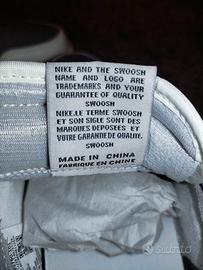 NIKE AND THE SWOOSH
NAME AND LOGO ARE
TRADEMARKS AND YOUR
GUARANTEE OF QUALITY
SWOOSH
NIKE,LE TERME SWOOSH
ET SON SIGLE SONT DES
MARQUES DEPOSEES ET
VOTRE GARANTIE DE QUALITE.
SWOOSH
MADE IN CHINA
FABRIQUE EN CHINE
subito